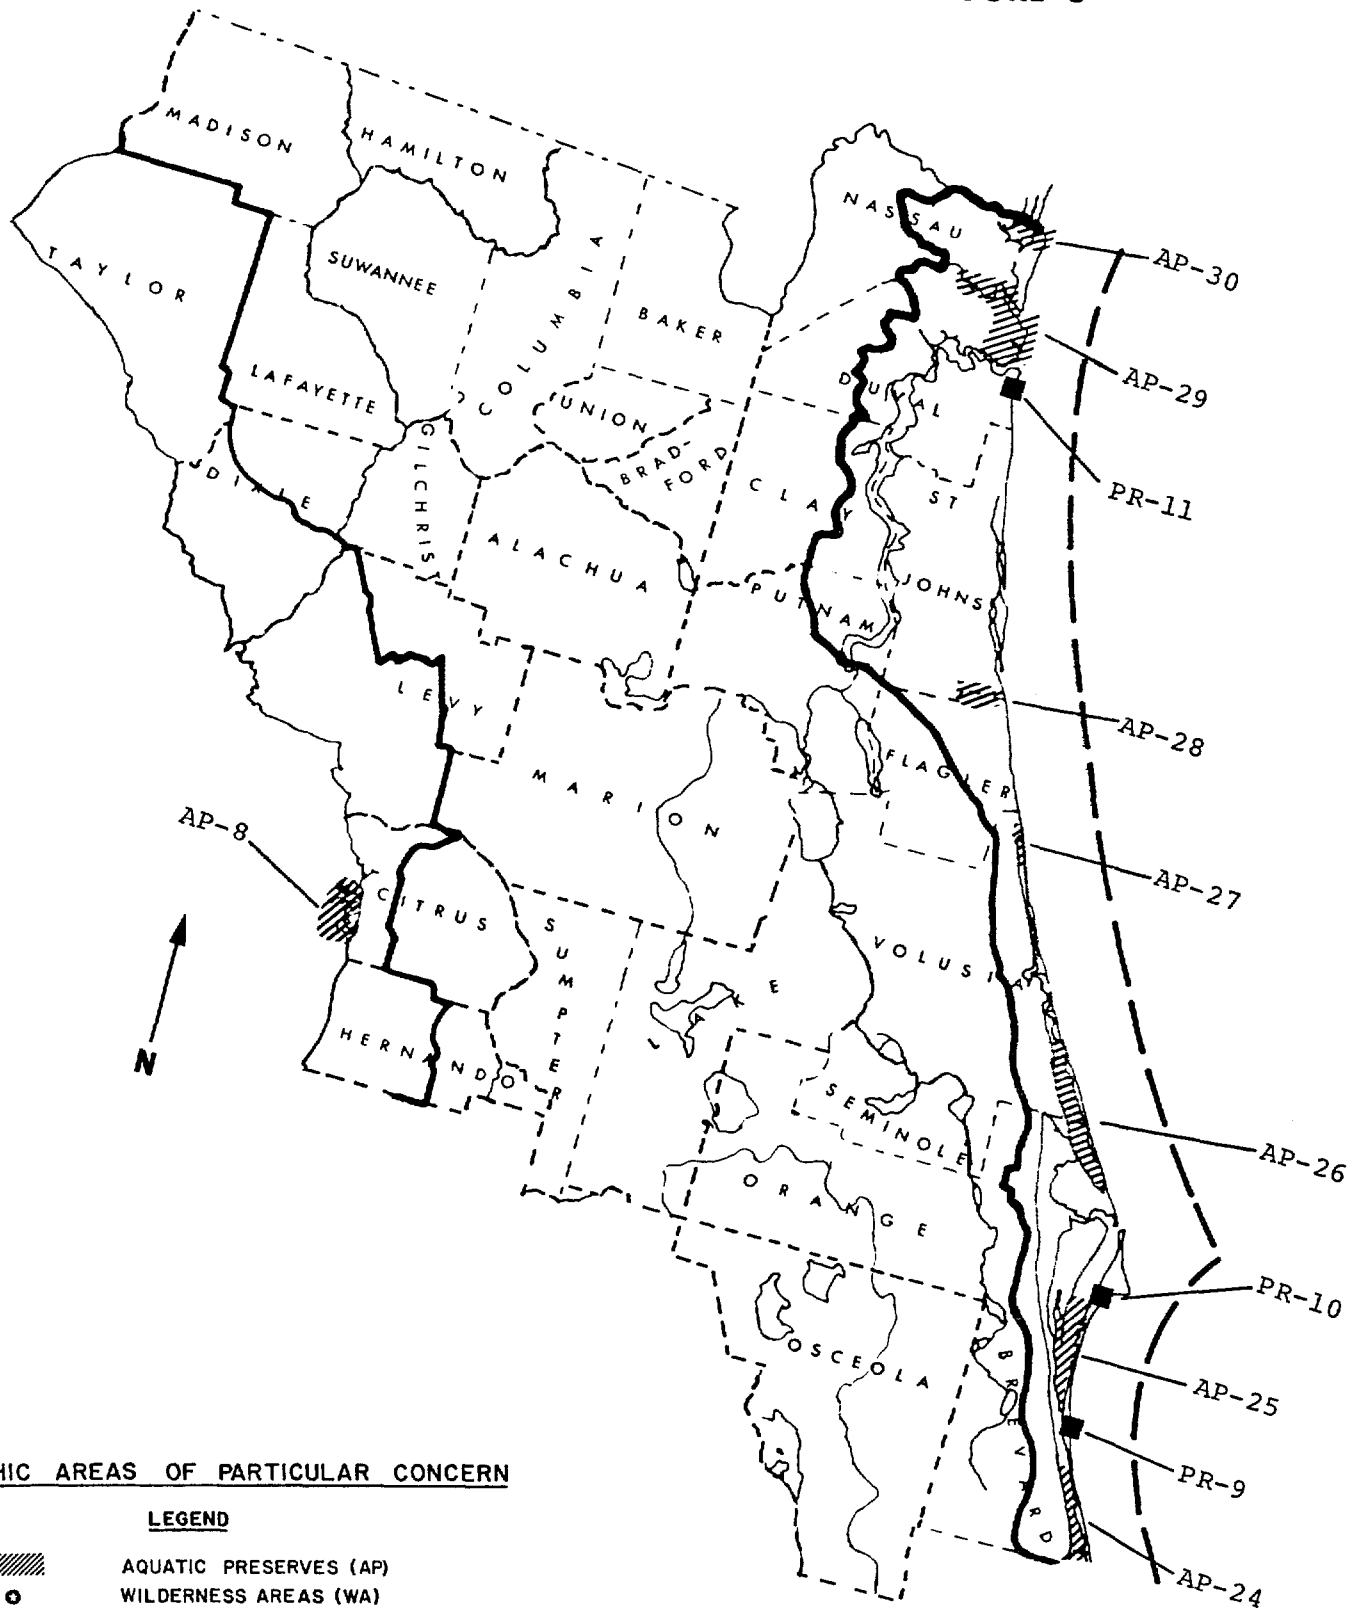 MADISON
HAMILTON
NASSAU
TAYLOR
SUWANNEE
COLUMBIA
BAKER
AP-30
LAFAYETTE
UNION
DUVAL
AP-29
DIXIE
GILCHRIST
BRAD-
FORD
CLAY
ST
JOHNS
PR-11
ALACHUA
PUTNAM
LEVY
AP-28
MARION
FLAGLER
AP-8
AP-27
CITRUS
SUMPTER
VOLUSIA
LAKE
N
HERNANDO
SEMINOLE
AP-26
ORANGE
PR-10
OSCEOLA
BREVARD
AP-25
PR-9
AP-24
AREAS OF PARTICULAR CONCERN
LEGEND
AQUATIC PRESERVES (AP)
WILDERNESS AREAS (WA)